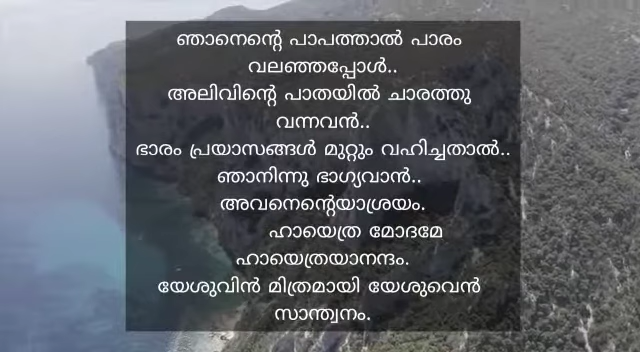 ഞാനെന്റെ പാപത്താൽ പാരം
വലഞ്ഞപ്പോൾ..
അലിവിന്റെ പാതയിൽ ചാരത്തു
വന്നവൻ..
ഭാരം പ്രയാസങ്ങൾ മുറ്റും വഹിച്ചതാൽ..
ഞാനിന്നു ഭാഗ്യവാൻ..
അവനെന്റെയാശ്രയം.
ഹായെത്ര മോദമേ
ഹായെത്രയാനന്ദം.
യേശുവിൻ മിത്രമായി യേശുവെൻ
സാന്ത്വനം.